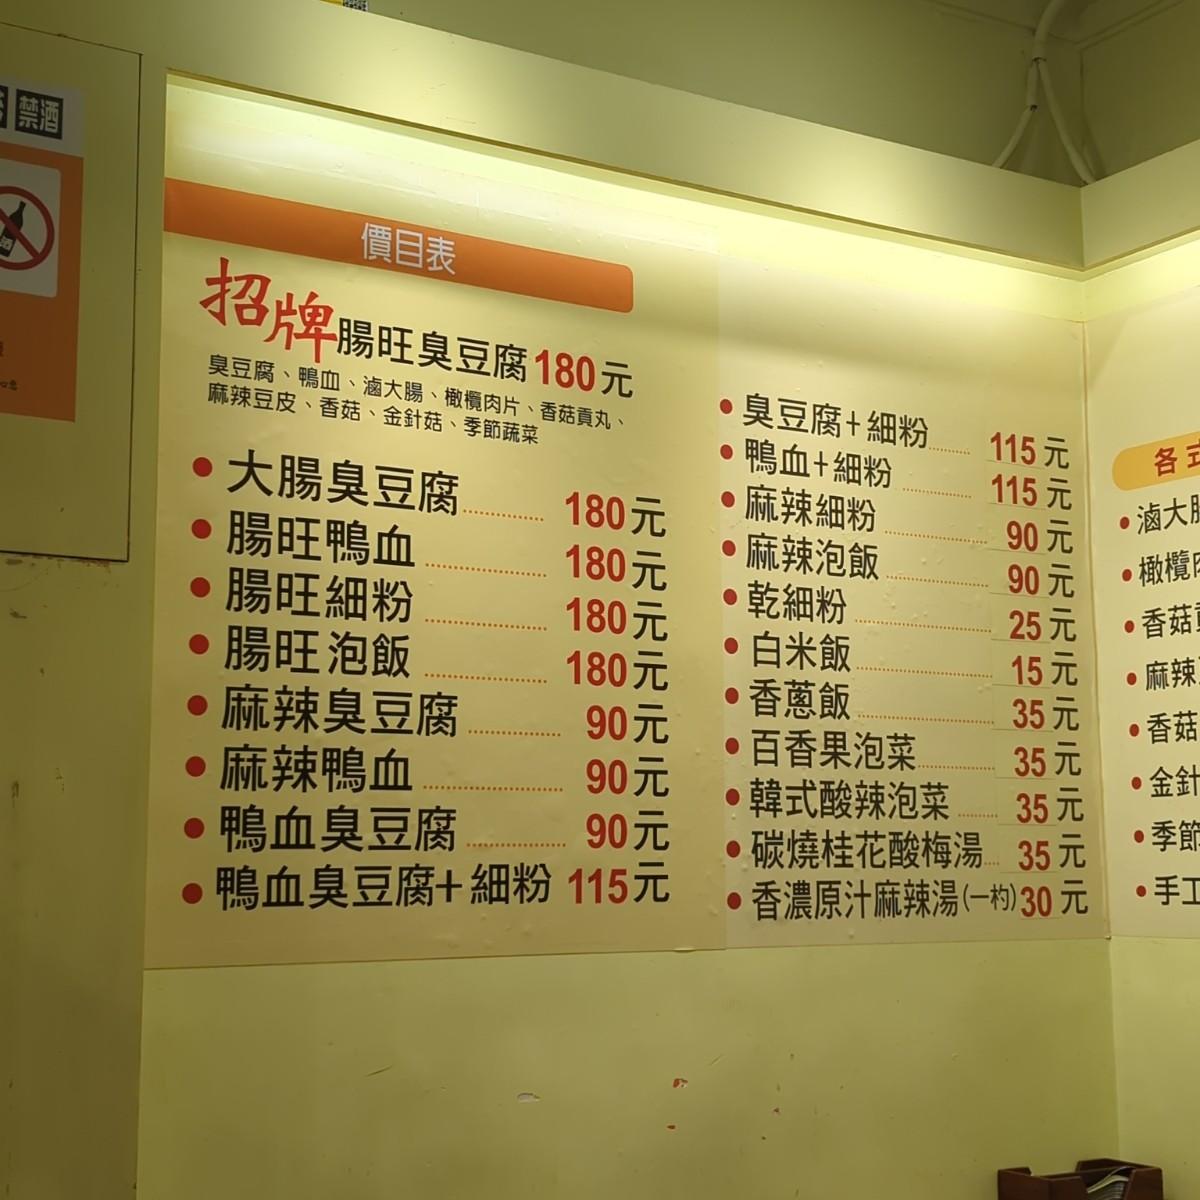 禁酒
價目表
招牌腸旺臭豆腐180元
臭豆腐、鴨血、滷大腸、橄欖肉片、香菇貢丸、
麻辣豆皮、香菇、金針菇、季節蔬菜
大腸臭豆腐 180元
腸旺鴨血 180元
腸旺細粉 180元
腸旺泡飯 180元
麻辣臭豆腐 90元
麻辣鴨血 90元
鴨血臭豆腐 90元
鴨血臭豆腐+細粉 115元
臭豆腐+細粉 115元
鴨血+細粉 115元
麻辣細粉 90元
麻辣泡飯 90元
乾細粉 25元
白米飯 15元
香蔥飯 35元
百香果泡菜 35元
韓式酸辣泡菜 35元
碳燒桂花酸梅湯 35元
香濃原汁麻辣湯(一杓)30元
各式
滷大腸
橄欖肉
香菇貢
麻辣
香菇
金針
季節
手工